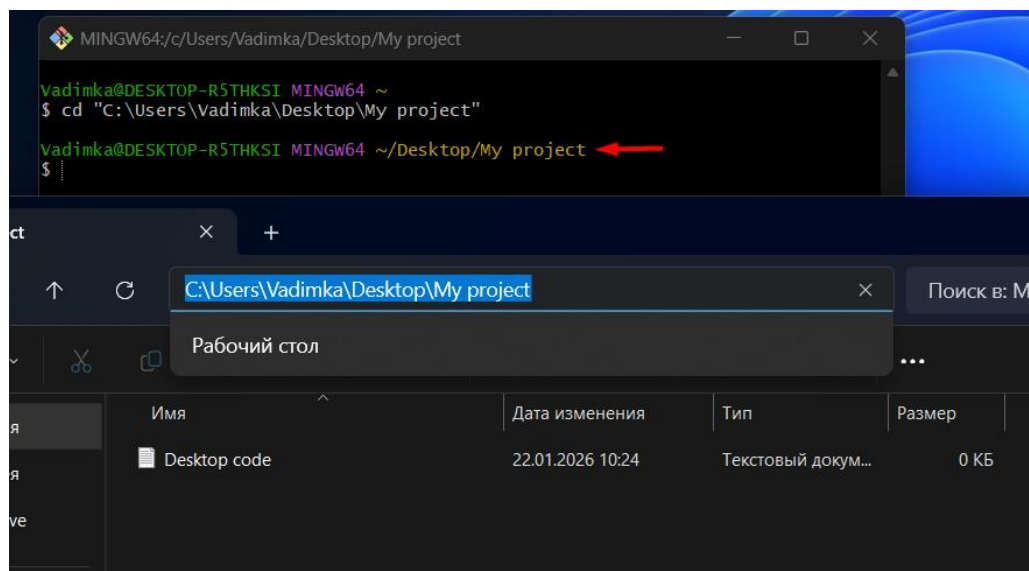 MINGW64:/c/Users/Vadimka/Desktop/My project
Vadimka@DESKTOP-R5THKSI MINGW64 ~
$ cd "C:\Users\Vadimka\Desktop\My project"
Vadimka@DESKTOP-R5THKSI MINGW64 ~/Desktop/My project
$
ct
C:\Users\Vadimka\Desktop\My project
Поиск в: M
Рабочий стол
Имя Дата изменения Тип Размер
я
Desktop code 22.01.2026 10:24 Текстовый докум... 0 КБ
я
ve